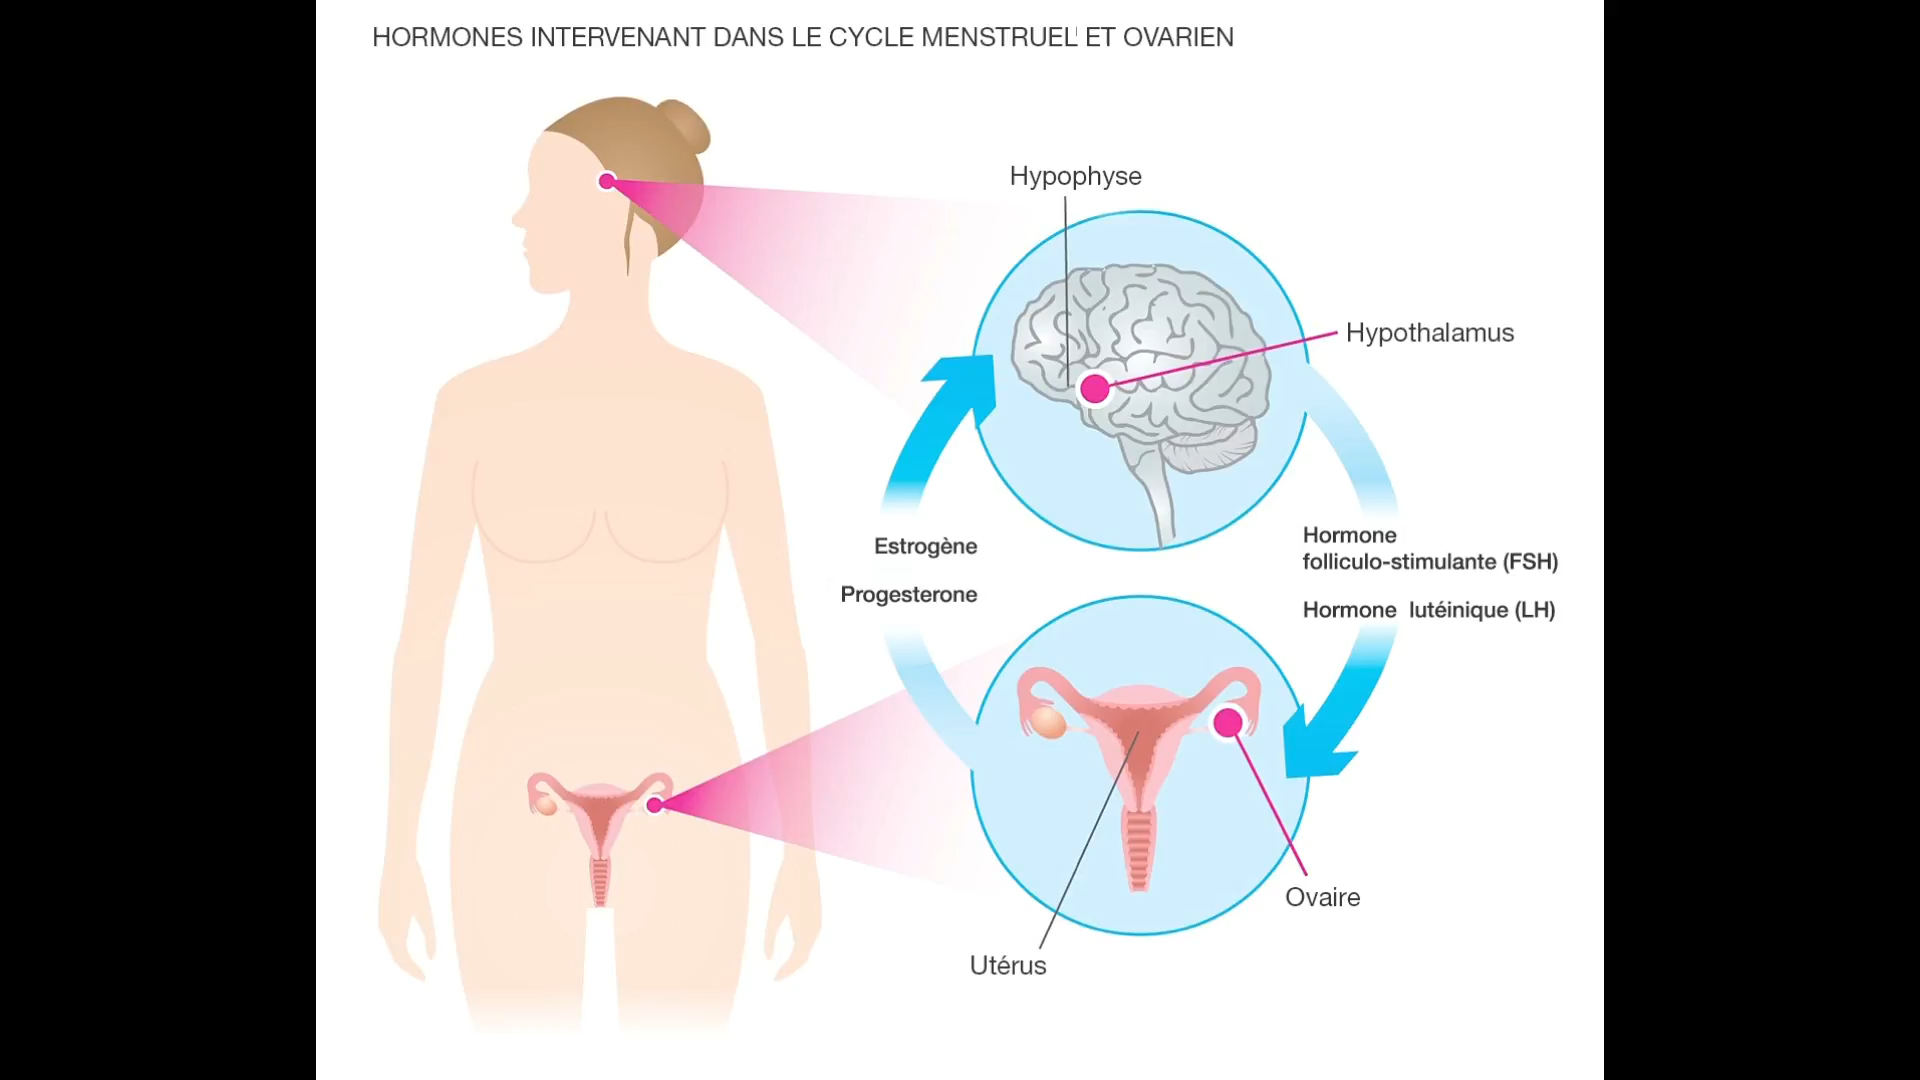 HORMONES INTERVENANT DANS LE CYCLE MENSTRUEL ET OVARIEN
Hypophyse
Hypothalamus
Estrogène
Progesterone
Hormone
folliculo-stimulante (FSH)
Hormone lutéinique (LH)
Ovaire
Utérus